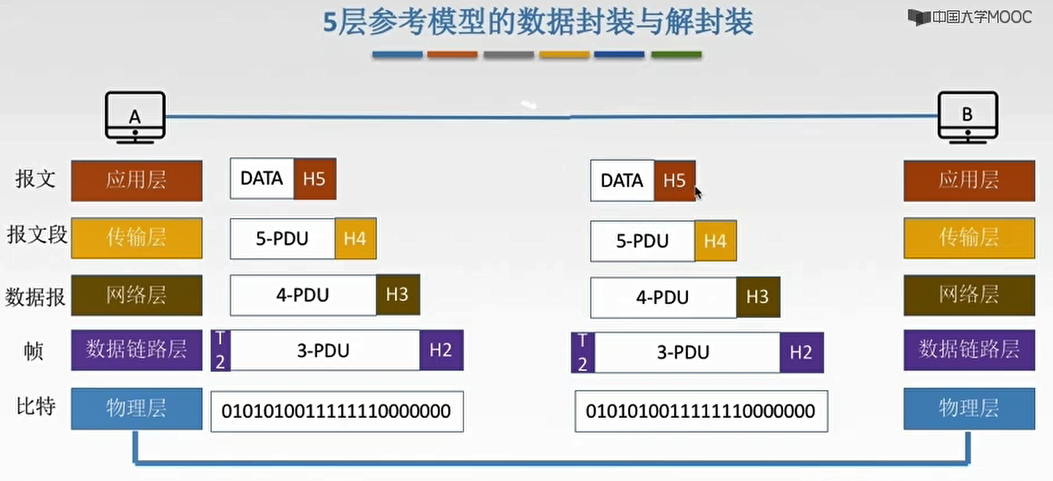 5层参考模型的数据封装与解封装
中国大学MOOC
A
B
报文 应用层 DATA H5 DATA H5 应用层
报文段 传输层 5-PDU H4 5-PDU H4 传输层
数据报 网络层 4-PDU H3 4-PDU H3 网络层
帧 数据链路层 T2 3-PDU H2 T2 3-PDU H2 数据链路层
比特 物理层 0101010011111110000000 0101010011111110000000 物理层